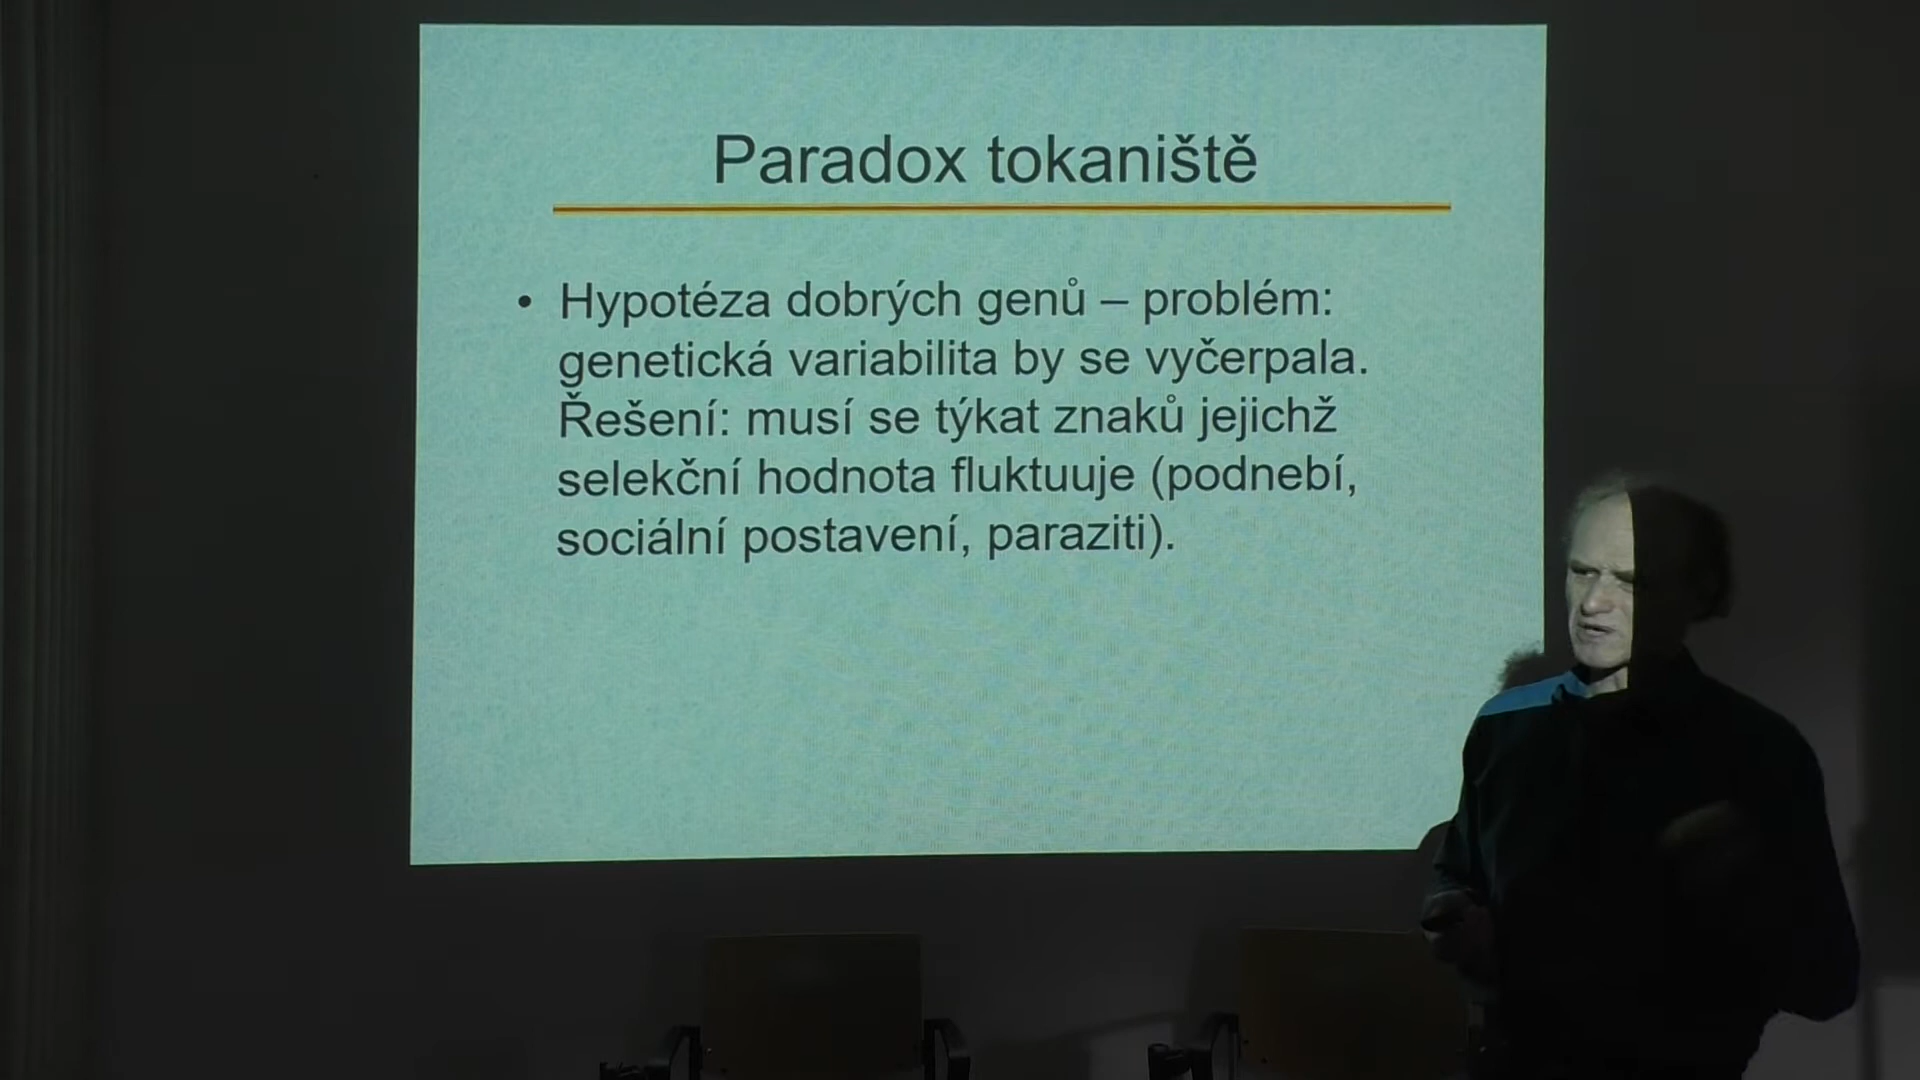 Paradox tokaniště
• Hypotéza dobrých genů – problém:
genetická variabilita by se vyčerpala.
Řešení: musí se týkat znaků jejichž
selekční hodnota fluktuuje (podnebí,
sociální postavení, paraziti).